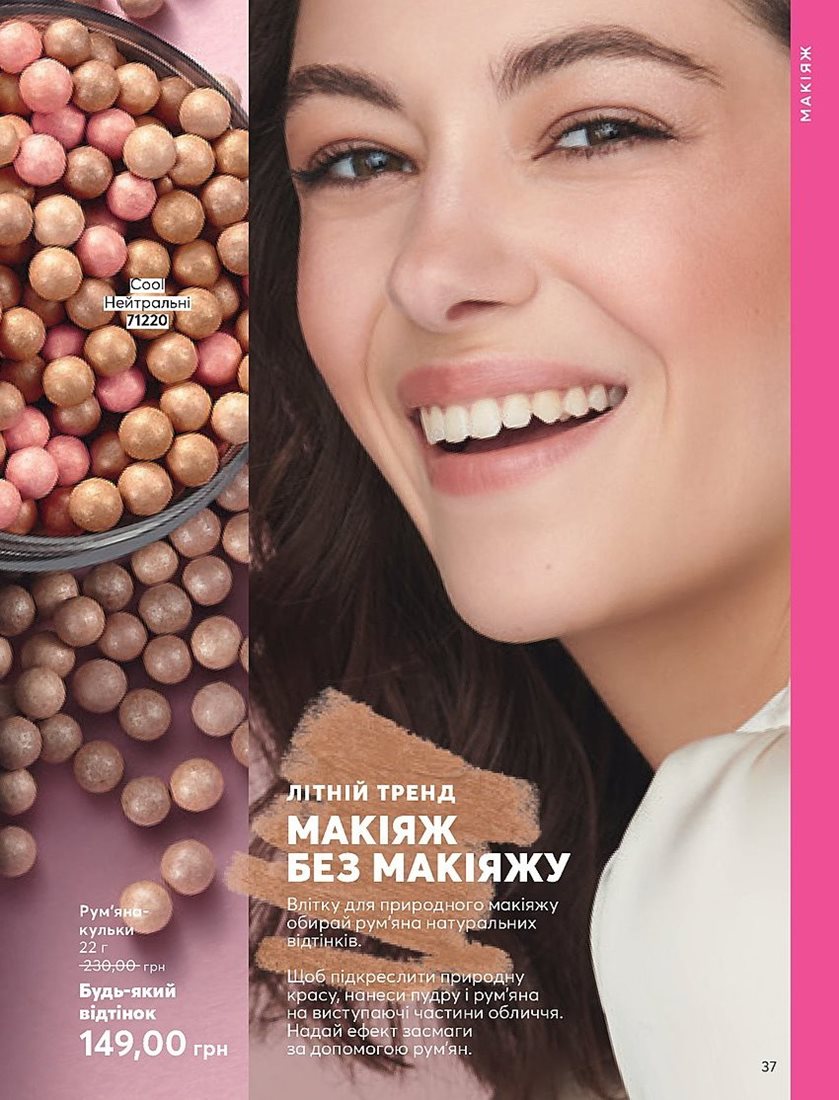 МАКІЯЖ
Cool
Нейтральні
71220
ЛІТНІЙ ТРЕНД
МАКІЯЖ
БЕЗ МАКІЯЖУ
Влітку для природного макіяжу
обирай рум'яна натуральних
відтінків.
Щоб підкреслити природну
красу, нанеси пудру і рум'яна
на виступаючі частини обличчя.
Надай ефект засмаги
за допомогою рум'ян.
Рум'яна-
кульки
22 г
230,00 грн
Будь-який
відтінок
149,00 грн
37